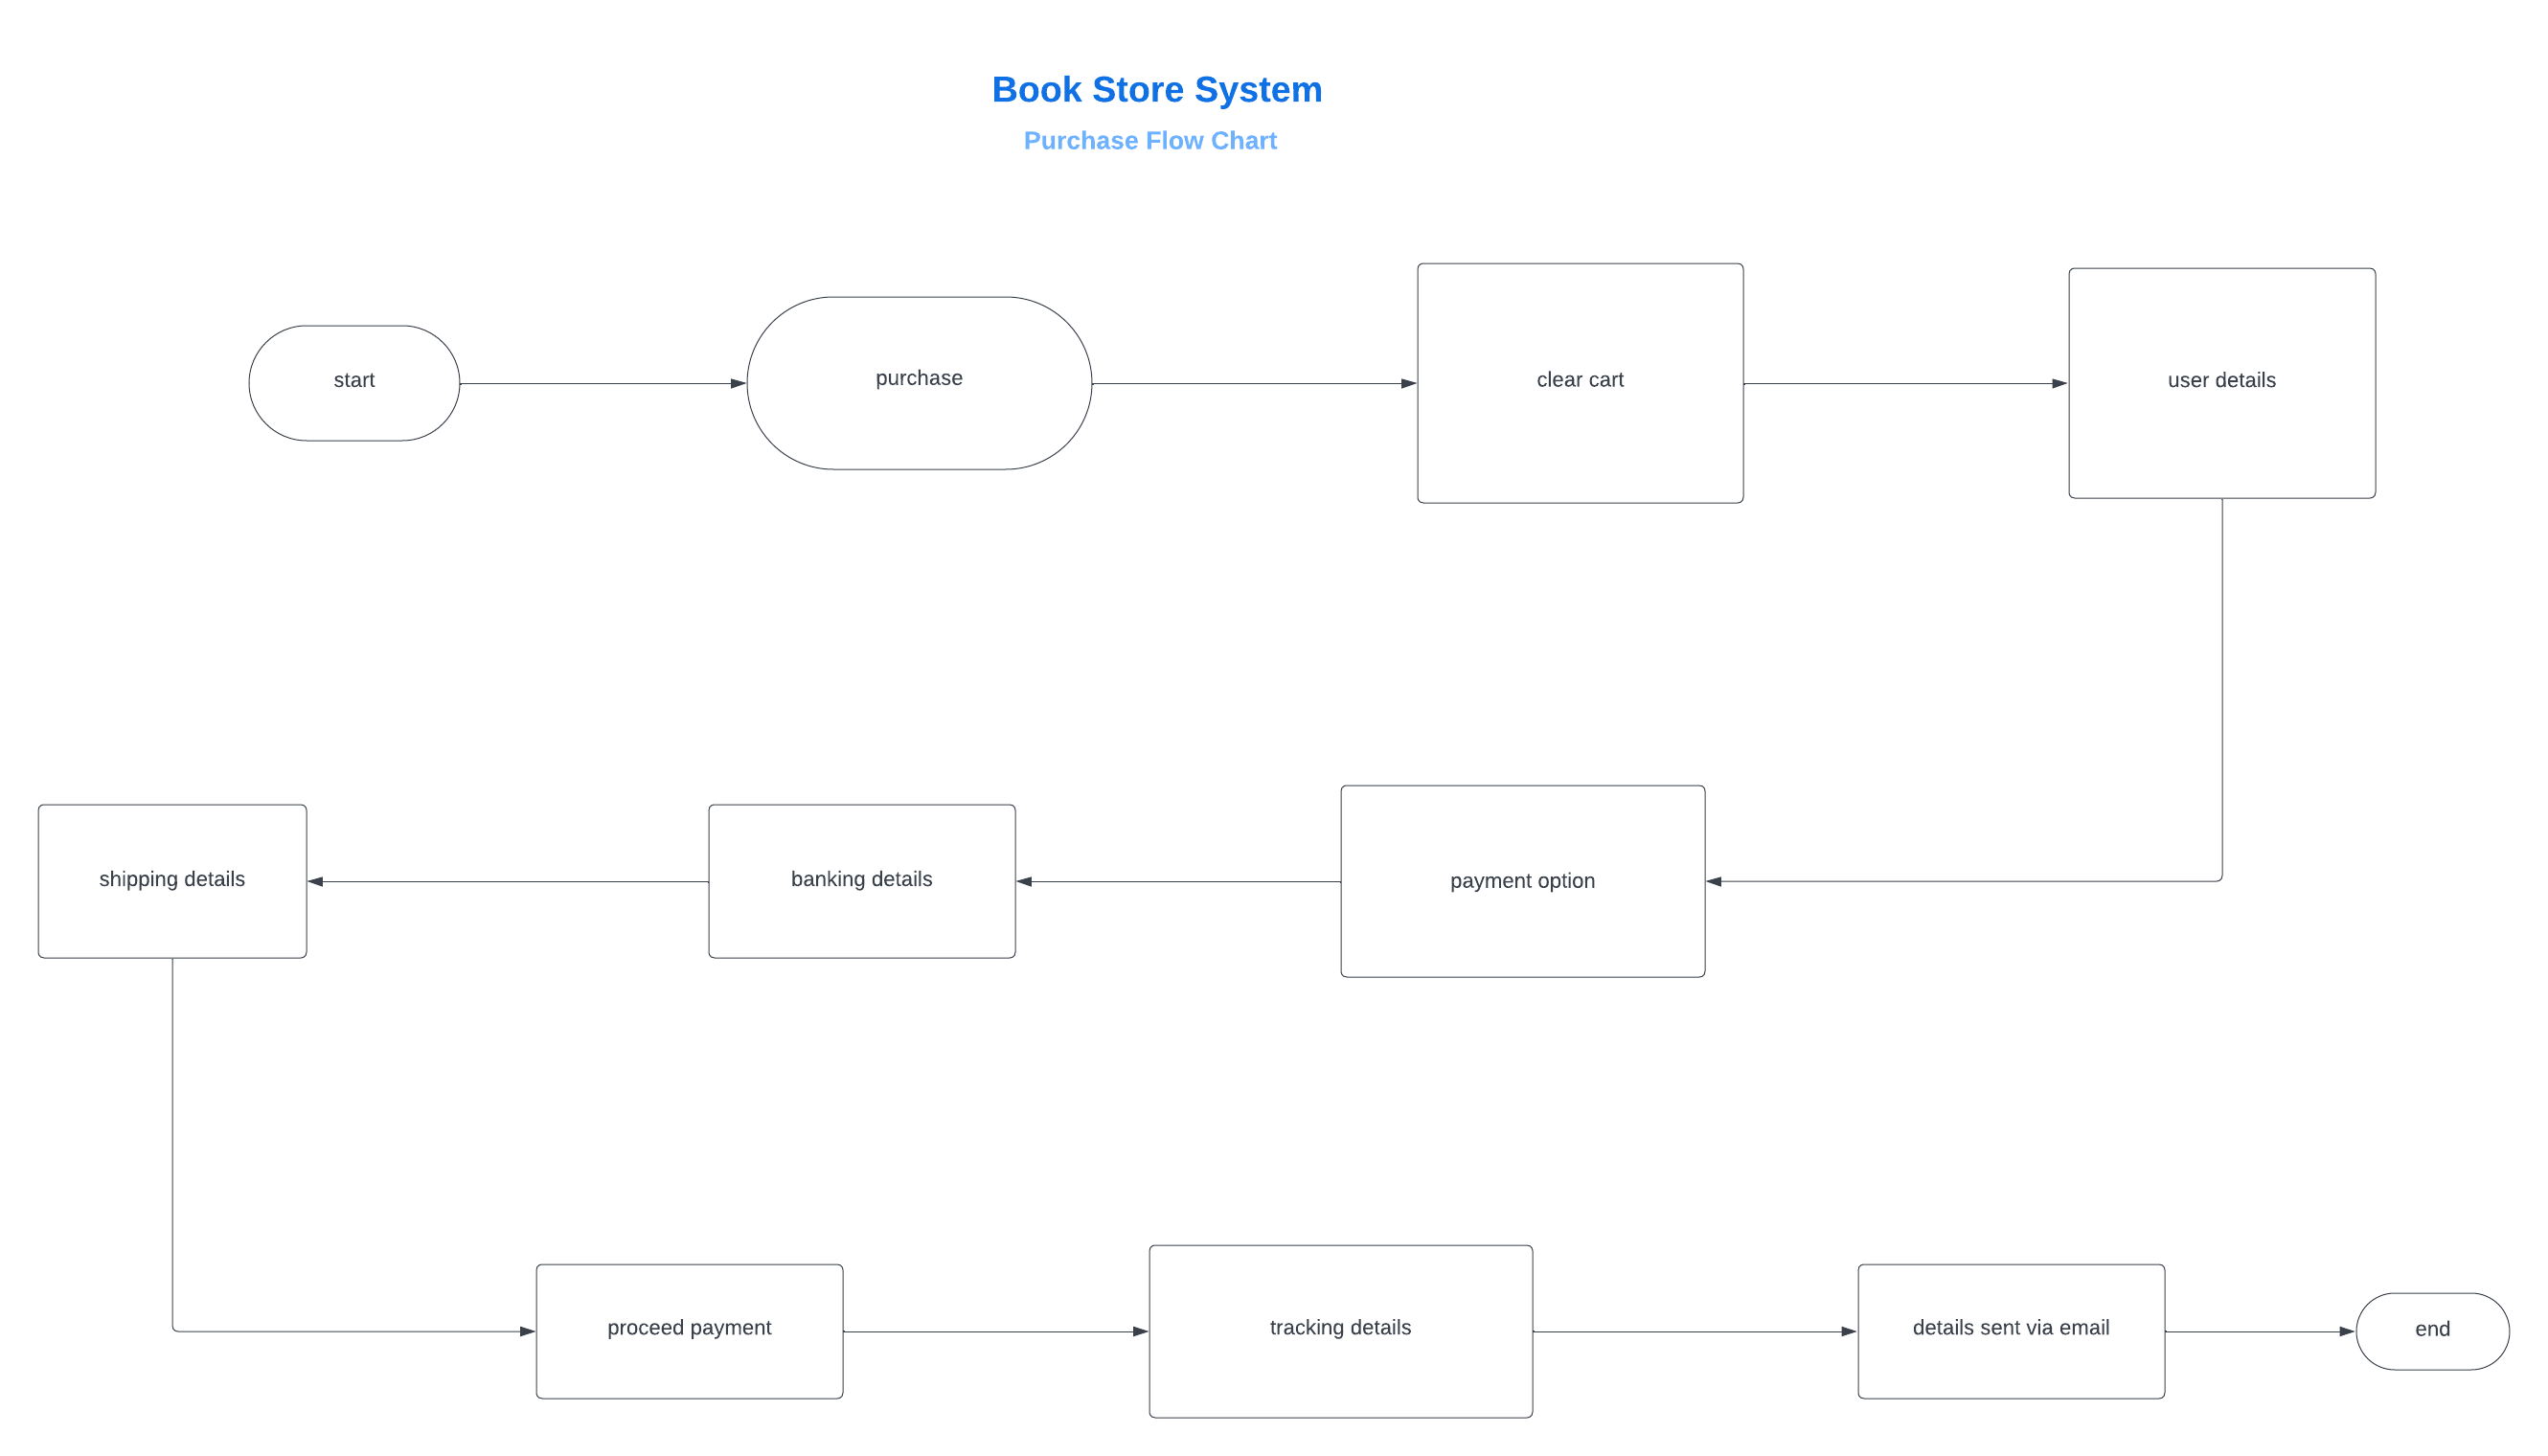 Book Store System
Purchase Flow Chart
start
purchase
clear cart
user details
payment option
banking details
shipping details
proceed payment
tracking details
details sent via email
end